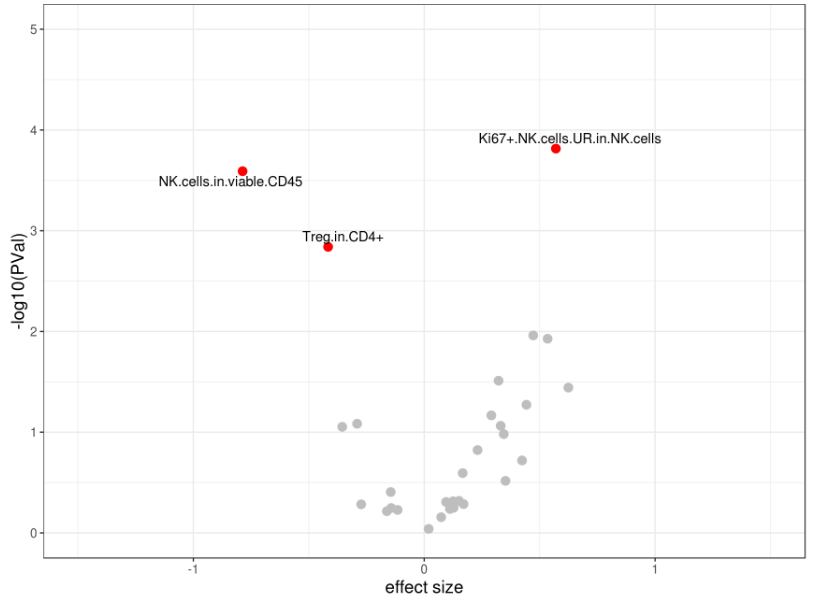 5
4
Ki67+.NK.cells.UR.in.NK.cells
NK.cells.in.viable.CD45
3
Treg.in.CD4+
-log10(PVal)
2
1
0
-1 0 1
effect size